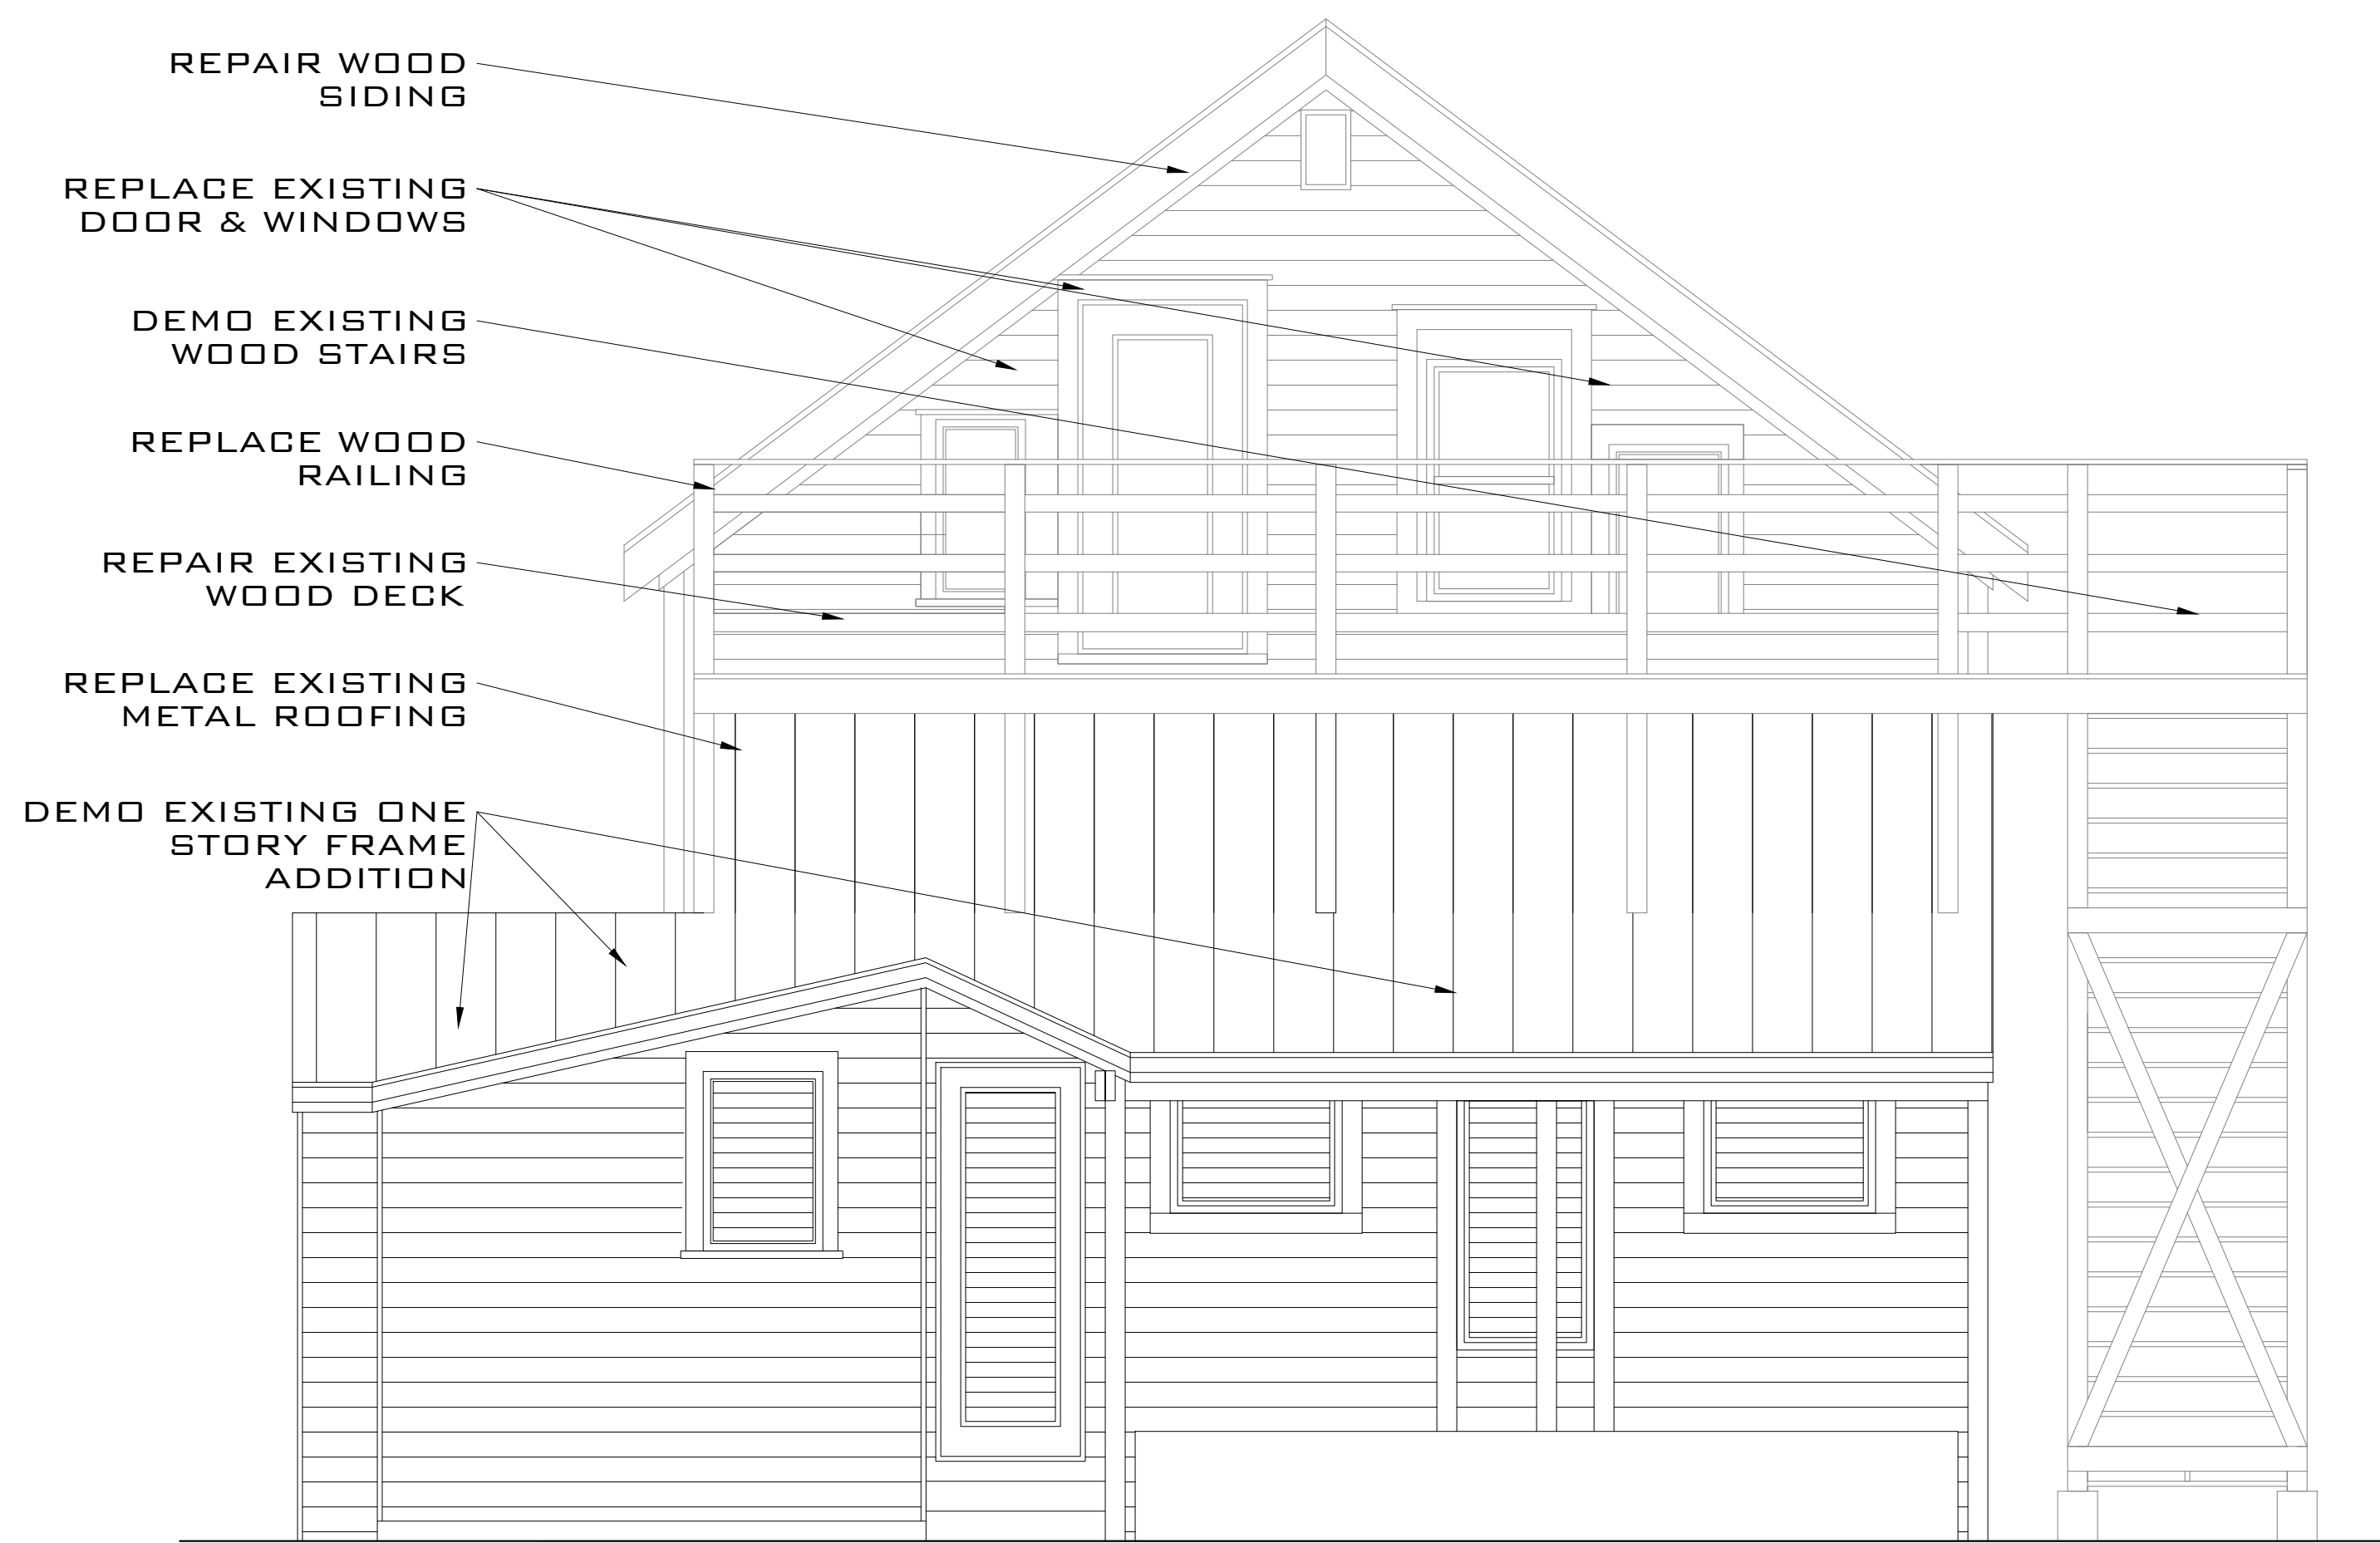 REPAIR WOOD
SIDING
REPLACE EXISTING
DOOR & WINDOWS
DEMO EXISTING
WOOD STAIRS
REPLACE WOOD
RAILING
REPAIR EXISTING
WOOD DECK
REPLACE EXISTING
METAL ROOFING
DEMO EXISTING ONE
STORY FRAME
ADDITION